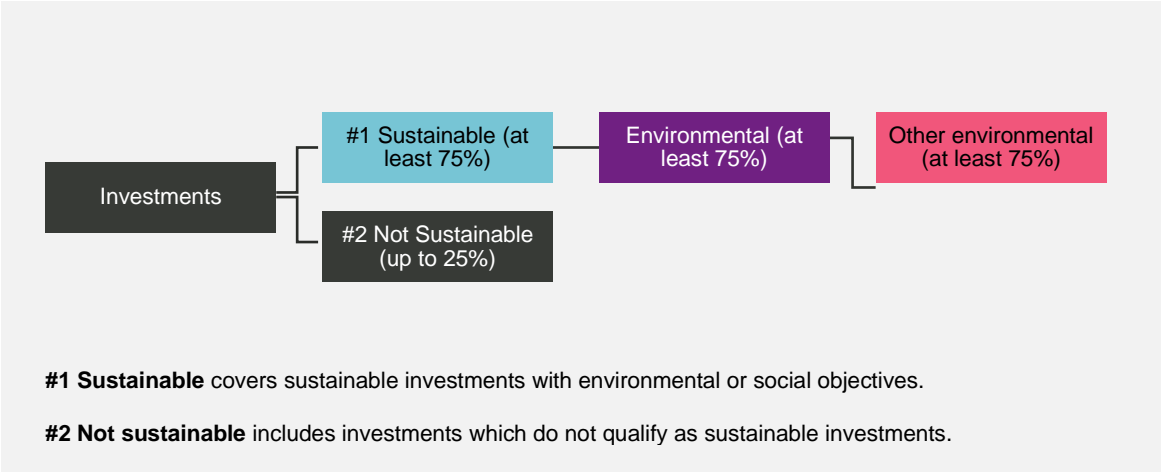 #1 Sustainable (at
least 75%)
Environmental (at
least 75%)
Other environmental
(at least 75%)
Investments
#2 Not Sustainable
(up to 25%)
#1 Sustainable covers sustainable investments with environmental or social objectives.
#2 Not sustainable includes investments which do not qualify as sustainable investments.